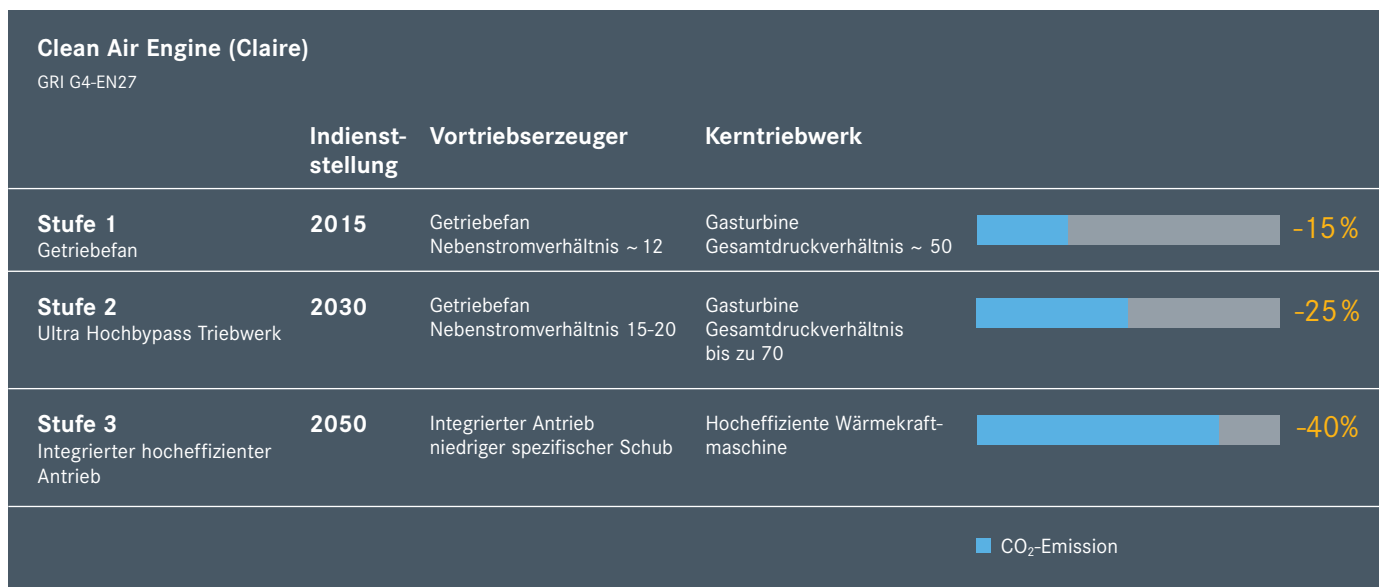 Clean Air Engine (Claire)
GRI G4-EN27
Indienst-
stellung
Vortriebserzeuger
Kerntriebwerk
Stufe 1
Getriebefan
2015
Getriebefan
Nebenstromverhältnis ~ 12
Gasturbine
Gesamtdruckverhältnis ~ 50
-15 %
Stufe 2
Ultra Hochbypass Triebwerk
2030
Getriebefan
Nebenstromverhältnis 15-20
Gasturbine
Gesamtdruckverhältnis
bis zu 70
-25 %
Stufe 3
Integrierter hocheffizienter
Antrieb
2050
Integrierter Antrieb
niedriger spezifischer Schub
Hocheffiziente Wärmekraft-
maschine
-40%
CO₂-Emission